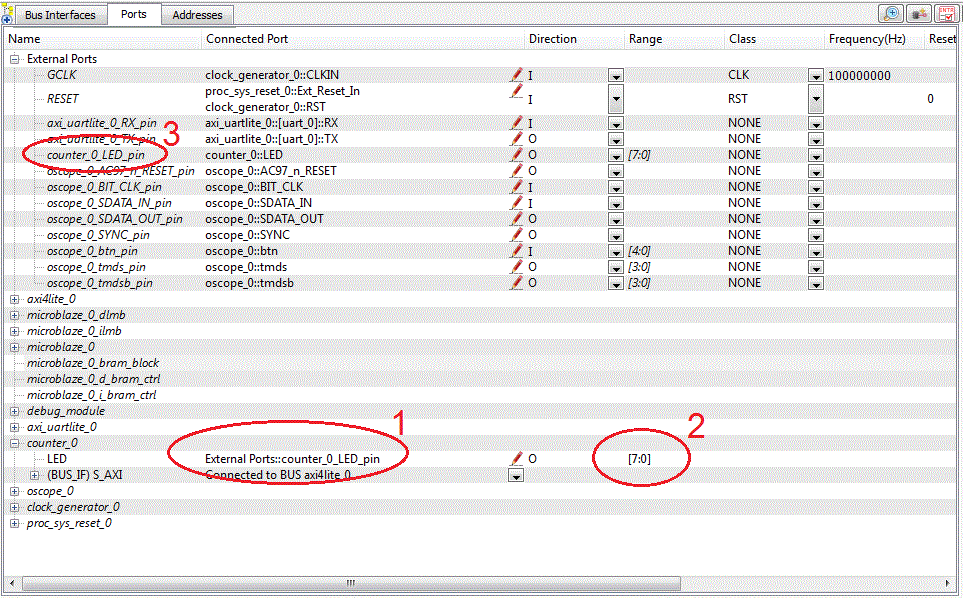 Bus Interfaces Ports Addresses
Name Connected Port Direction Range Class Frequency(Hz) Reset
External Ports
GCLK clock_generator_0::CLKIN I CLK 100000000
proc_sys_reset_0::Ext_Reset_In
RESET I RST 0
clock_generator_0::RST
axi_uartlite_0_RX_pin axi_uartlite_0::[uart_0]::RX I NONE
3
axi_uartlite_0_TX_pin axi_uartlite_0::[uart_0]::TX O NONE
counter_0_LED_pin counter_0::LED O [7:0] NONE
oscope_0_AC97_n_RESET_pin oscope_0::AC97_n_RESET O NONE
oscope_0_BIT_CLK_pin oscope_0::BIT_CLK I NONE
oscope_0_SDATA_IN_pin oscope_0::SDATA_IN I NONE
oscope_0_SDATA_OUT_pin oscope_0::SDATA_OUT O NONE
oscope_0_SYNC_pin oscope_0::SYNC O NONE
oscope_0_btn_pin oscope_0::btn I [4:0] NONE
oscope_0_tmds_pin oscope_0::tmds O [3:0] NONE
oscope_0_tmdsb_pin oscope_0::tmdsb O [3:0] NONE
axi4lite_0
microblaze_0_dlmb
microblaze_0_ilmb
microblaze_0
microblaze_0_bram_block
microblaze_0_d_bram_ctrl
microblaze_0_i_bram_ctrl
debug_module
axi_uartlite_0
1 2
counter_0
LED External Ports::counter_0_LED_pin O [7:0]
(BUS_IF) S_AXI Connected to BUS axi4lite_0
oscope_0
clock_generator_0
proc_sys_reset_0